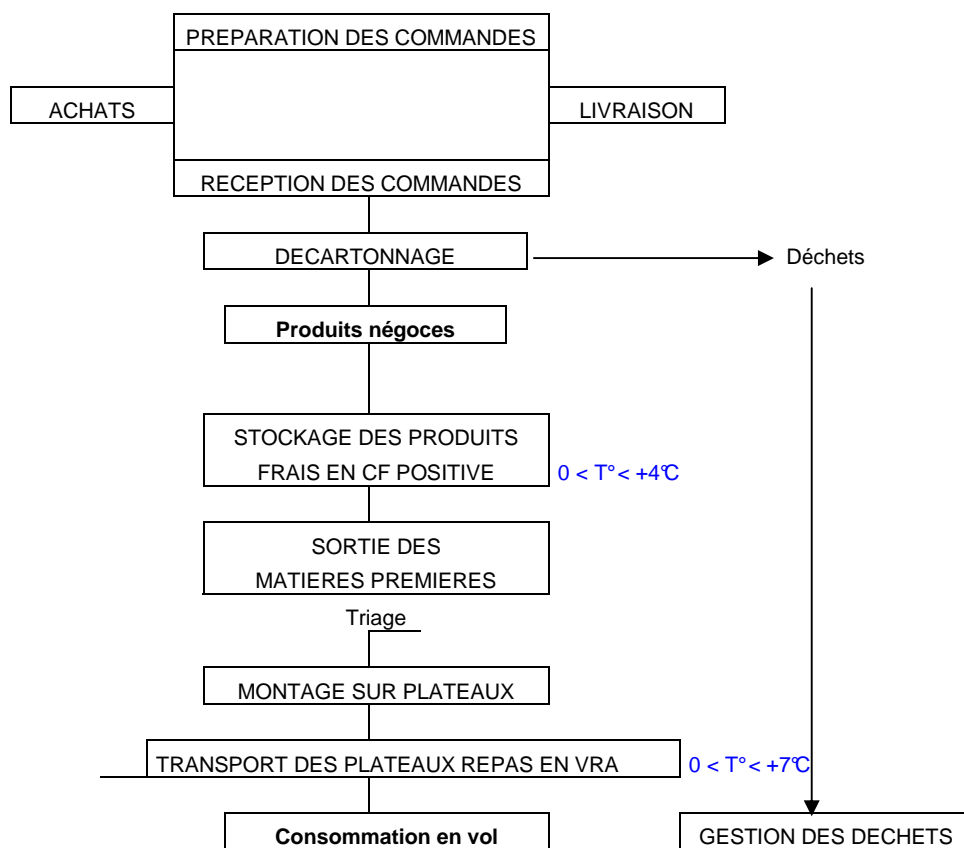 PREPARATION DES COMMANDES
ACHATS
LIVRAISON
RECEPTION DES COMMANDES
DECARTONNAGE
Déchets
Produits négoces
STOCKAGE DES PRODUITS
FRAIS EN CF POSITIVE
0 < T° < +4°C
SORTIE DES
MATIERES PREMIERES
Triage
MONTAGE SUR PLATEAUX
TRANSPORT DES PLATEAUX REPAS EN VRA
0 < T° < +7°C
Consommation en vol
GESTION DES DECHETS